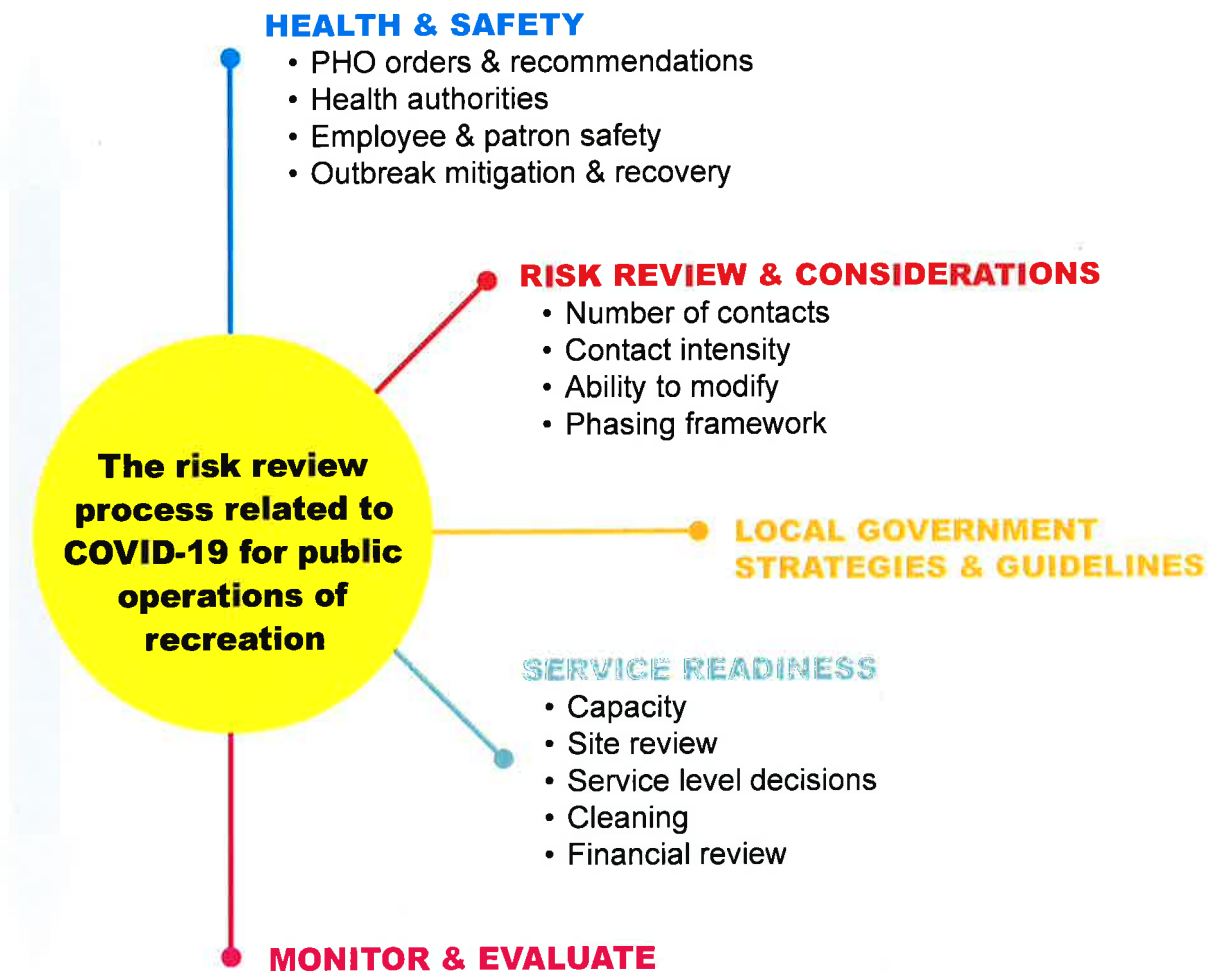 HEALTH & SAFETY
• PHO orders & recommendations
• Health authorities
• Employee & patron safety
• Outbreak mitigation & recovery
RISK REVIEW & CONSIDERATIONS
• Number of contacts
• Contact intensity
• Ability to modify
• Phasing framework
The risk review
process related to
COVID-19 for public
operations of
recreation
LOCAL GOVERNMENT
STRATEGIES & GUIDELINES
SERVICE READINESS
• Capacity
• Site review
• Service level decisions
• Cleaning
• Financial review
MONITOR & EVALUATE